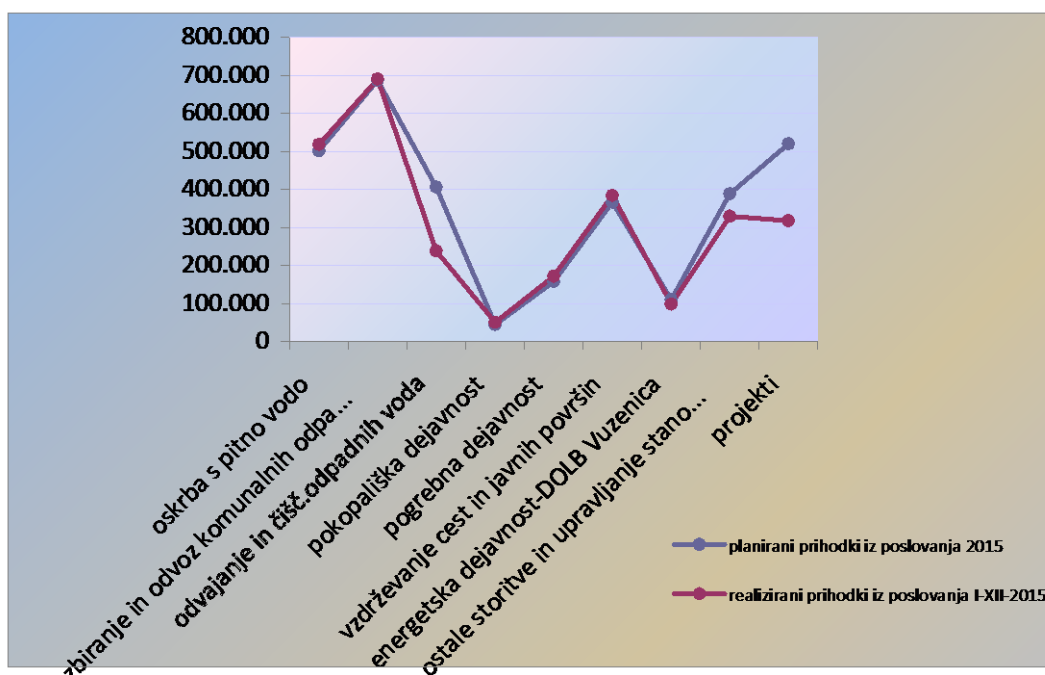 800.000
700.000
600.000
500.000
400.000
300.000
200.000
100.000
0
oskrba s pitno vodo
zbiranje in odvoz komunalnih odpa...
odvajanje in čišč.odpadnih voda
pokopališka dejavnost
pogrebna dejavnost
vzdrževanje cest in javnih površin
energetska dejavnost-DOLB Vuzenica
ostale storitve in upravljanje stano...
projekti
planirani prihodki iz poslovanja 2015
realizirani prihodki iz poslovanja I-XII-2015